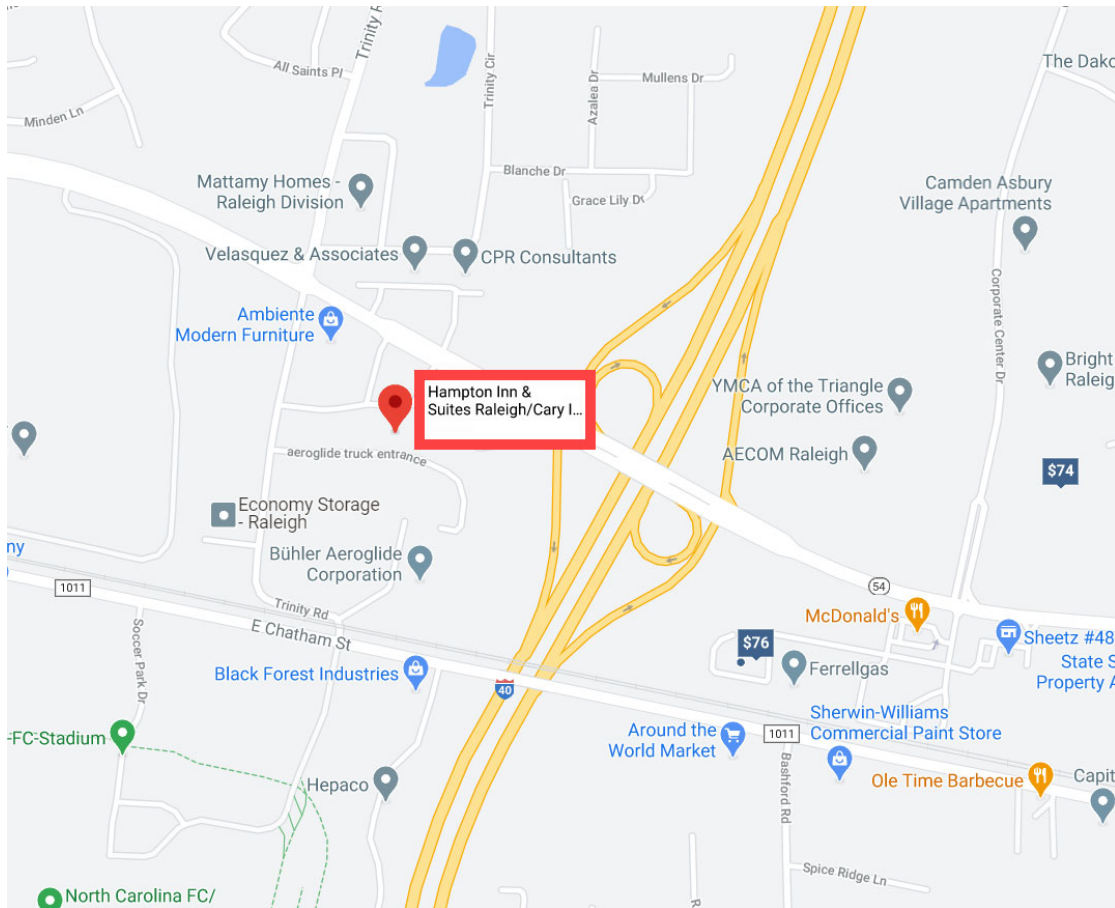 Trinity R
All Saints Pl
Trinity Cir
Azalea Dr
Mullens Dr
The Dako
Minden Ln
Blanche Dr
Mattamy Homes -
Raleigh Division
Grace Lily D
Camden Asbury
Village Apartments
Velasquez & Associates
CPR Consultants
Corporate Center Dr
Ambiente
Modern Furniture
Bright
Raleig
Hampton Inn &
Suites Raleigh/Cary I...
YMCA of the Triangle
Corporate Offices
aeroglide truck entrance
AECOM Raleigh
$74
Economy Storage
- Raleigh
ny
Bühler Aeroglide
Corporation
1011
54
Trinity Rd
McDonald's
E Chatham St
Soccer Park Dr
$76
Sheetz #48
Ferrellgas
State S
Property A
Black Forest Industries
40
Sherwin-Williams
Commercial Paint Store
Around the
World Market
1011
-FC-Stadium
Bashford Rd
Hepaco
Ole Time Barbecue
Capit
Spice Ridge Ln
R
North Carolina FC/